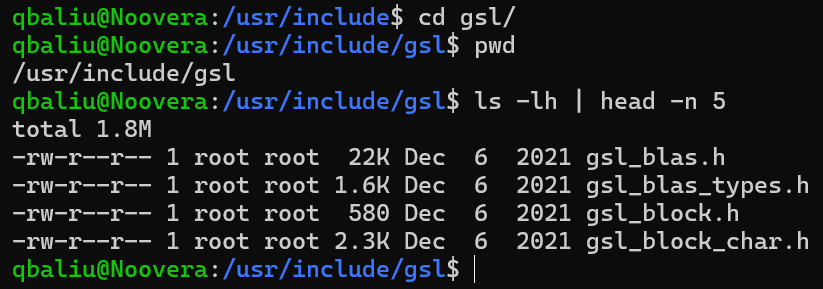 qbaliu@Noovera:/usr/include$ cd gsl/
qbaliu@Noovera:/usr/include/gsl$ pwd
/usr/include/gsl
qbaliu@Noovera:/usr/include/gsl$ ls -lh | head -n 5
total 1.8M
-rw-r--r-- 1 root root  22K Dec  6  2021 gsl_blas.h
-rw-r--r-- 1 root root 1.6K Dec  6  2021 gsl_blas_types.h
-rw-r--r-- 1 root root  580 Dec  6  2021 gsl_block.h
-rw-r--r-- 1 root root 2.3K Dec  6  2021 gsl_block_char.h
qbaliu@Noovera:/usr/include/gsl$